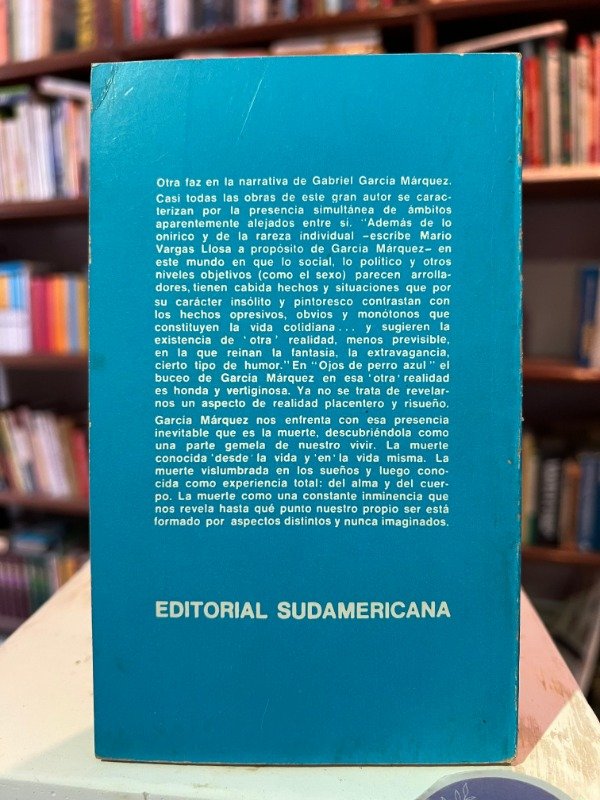 Otra faz en la narrativa de Gabriel García Márquez.
Casi todas las obras de este gran autor se carac-
terizan por la presencia simultánea de ámbitos
aparentemente alejados entre sí. "Además de lo
onírico y de la rareza individual -escribe Mario
Vargas Llosa a propósito de García Márquez- en
este mundo en que lo social, lo político y otros
niveles objetivos (como el sexo) parecen arrolla-
dores, tienen cabida hechos y situaciones que por
su carácter insólito y pintoresco contrastan con
los hechos opresivos, obvios y monótonos que
constituyen la vida cotidiana... y sugieren la
existencia de 'otra' realidad, menos previsible,
en la que reinan la fantasía, la extravagancia,
cierto tipo de humor." En "Ojos de perro azul" el
buceo de García Márquez en esa 'otra' realidad
es honda y vertiginosa. Ya no se trata de revelar-
nos un aspecto de realidad placentero y risueño.
García Márquez nos enfrenta con esa presencia
inevitable que es la muerte, descubriéndola como
una parte gemela de nuestro vivir. La muerte
conocida 'desde' la vida y 'en' la vida misma. La
muerte vislumbrada en los sueños y luego cono-
cida como experiencia total: del alma y del cuer-
po. La muerte como una constante inminencia que
nos revela hasta qué punto nuestro propio ser está
formado por aspectos distintos y nunca imaginados.
EDITORIAL SUDAMERICANA